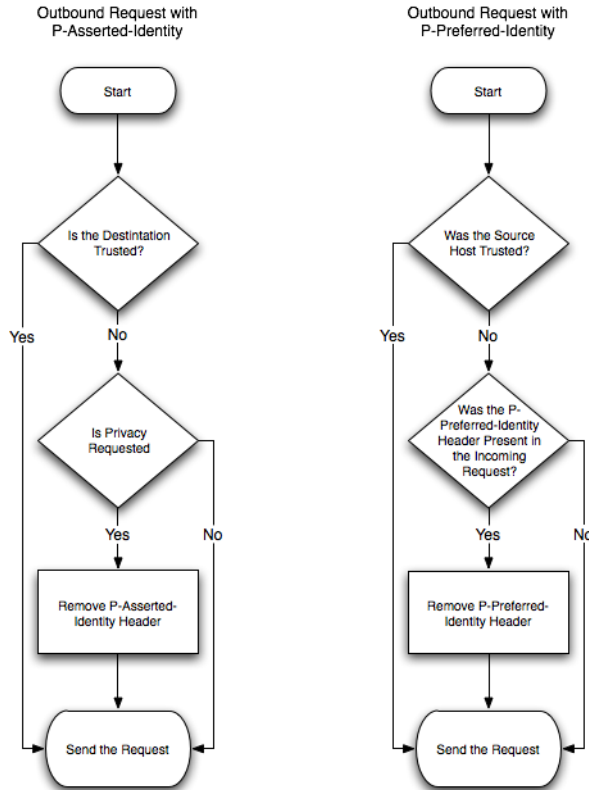 Outbound Request with
P-Asserted-Identity
Start
Is the Destintation
Trusted?
Yes
No
Is Privacy
Requested
Yes
No
Remove P-Asserted-
Identity Header
Send the Request
Outbound Request with
P-Preferred-Identity
Start
Was the Source
Host Trusted?
Yes
No
Was the P-
Preferred-Identity
Header Present in
the Incoming
Request?
Yes
No
Remove P-Preferred-
Identity Header
Send the Request